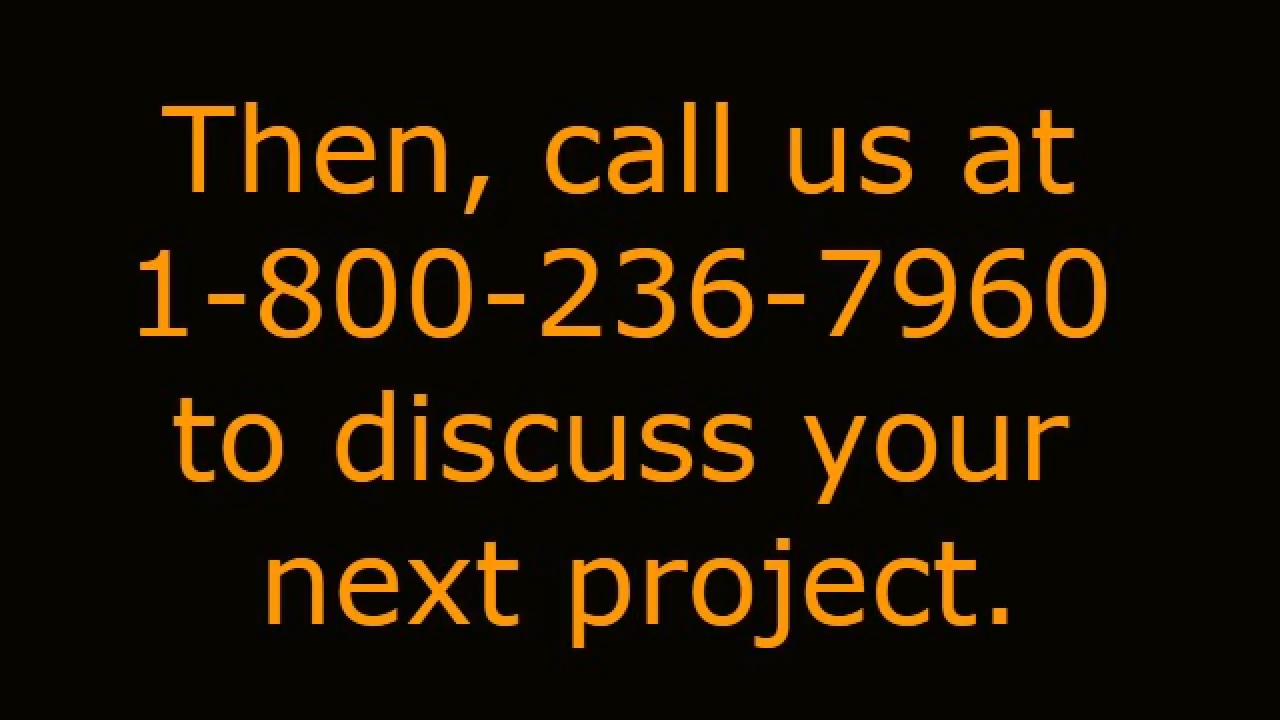 Then, call us at
1-800-236-7960
to discuss your
next project.